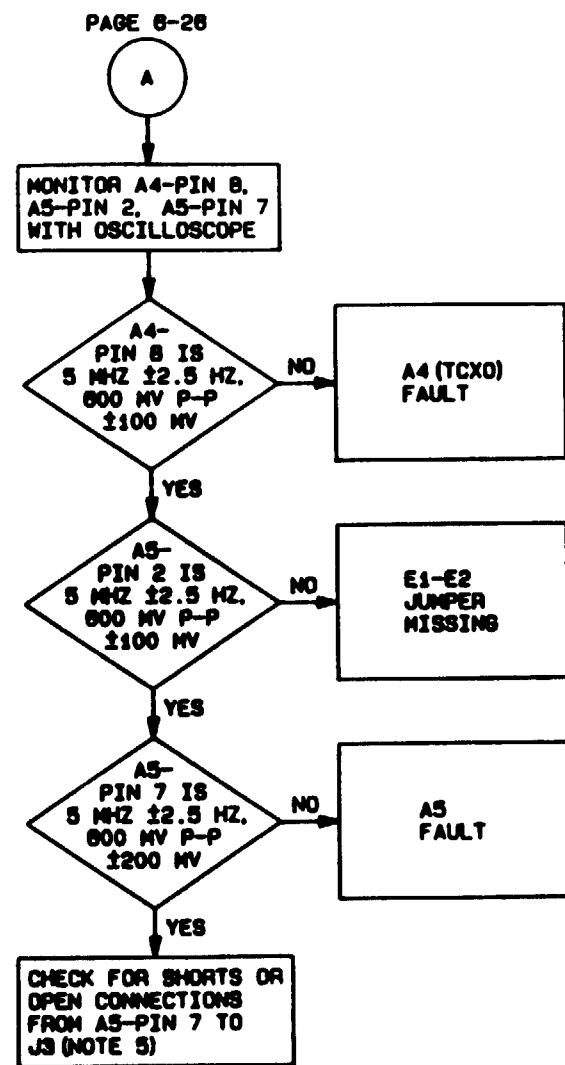 PAGE 6-26
A
MONITOR A4-PIN 8,
A5-PIN 2, A5-PIN 7
WITH OSCILLOSCOPE
A4-
PIN 8 IS
5 MHZ ±2.5 HZ,
600 MV P-P
±100 MV
NO
A4 (TCXO)
FAULT
YES
A5-
PIN 2 IS
5 MHZ ±2.5 HZ,
600 MV P-P
±100 MV
NO
E1-E2
JUMPER
MISSING
YES
A5-
PIN 7 IS
5 MHZ ±2.5 HZ,
600 MV P-P
±200 MV
NO
A5
FAULT
YES
CHECK FOR SHORTS OR
OPEN CONNECTIONS
FROM A5-PIN 7 TO
J3 (NOTE 5)